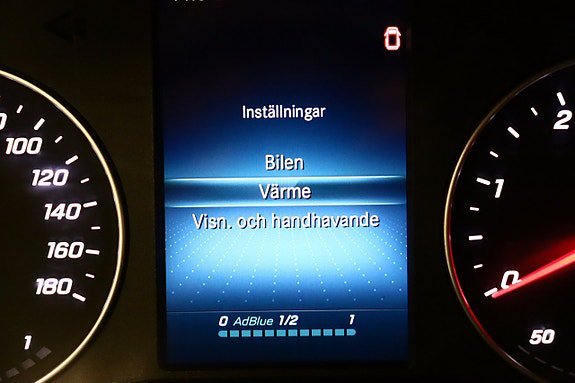 Inställningar
Bilen
Värme
Visn. och handhavande
0 AdBlue 1/2 1
100
120
140
160
180
1
2
1
0
50